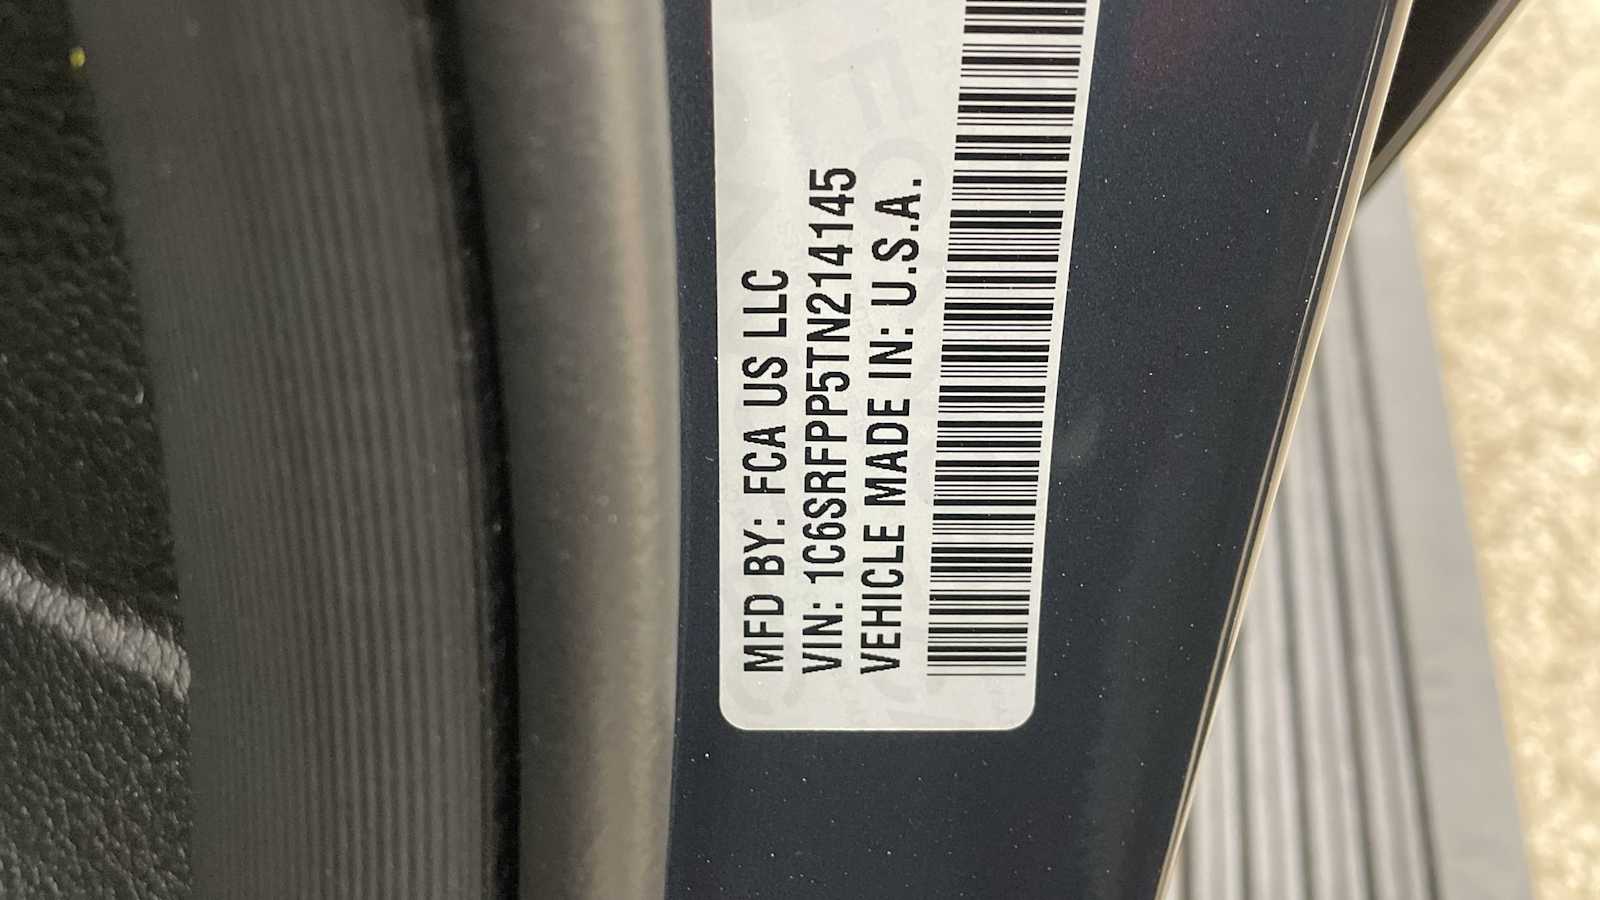 MFD BY: FCA US LLC
VIN: 1C6SRFPP5TN214145
VEHICLE MADE IN: U.S.A.